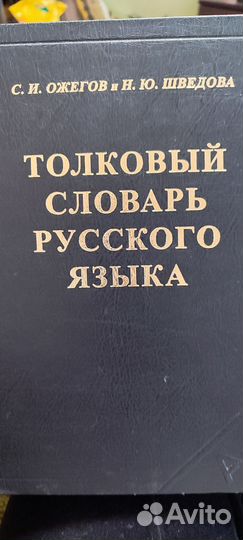 С. И. ОЖЕГОВ и Н. Ю. ШВЕДОВА
ТОЛКОВЫЙ
СЛОВАРЬ
РУССКОГО
ЯЗЫКА
Avito